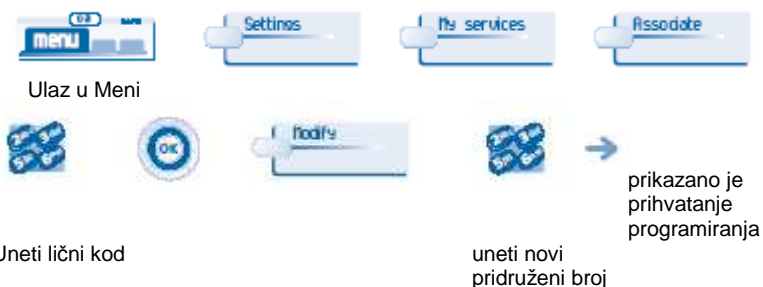 menu
Settings
My services
Associate
Ulaz u Meni
OK
Modify
prikazano je
prihvatanje
programiranja
Uneti lični kod
uneti novi
pridruženi broj